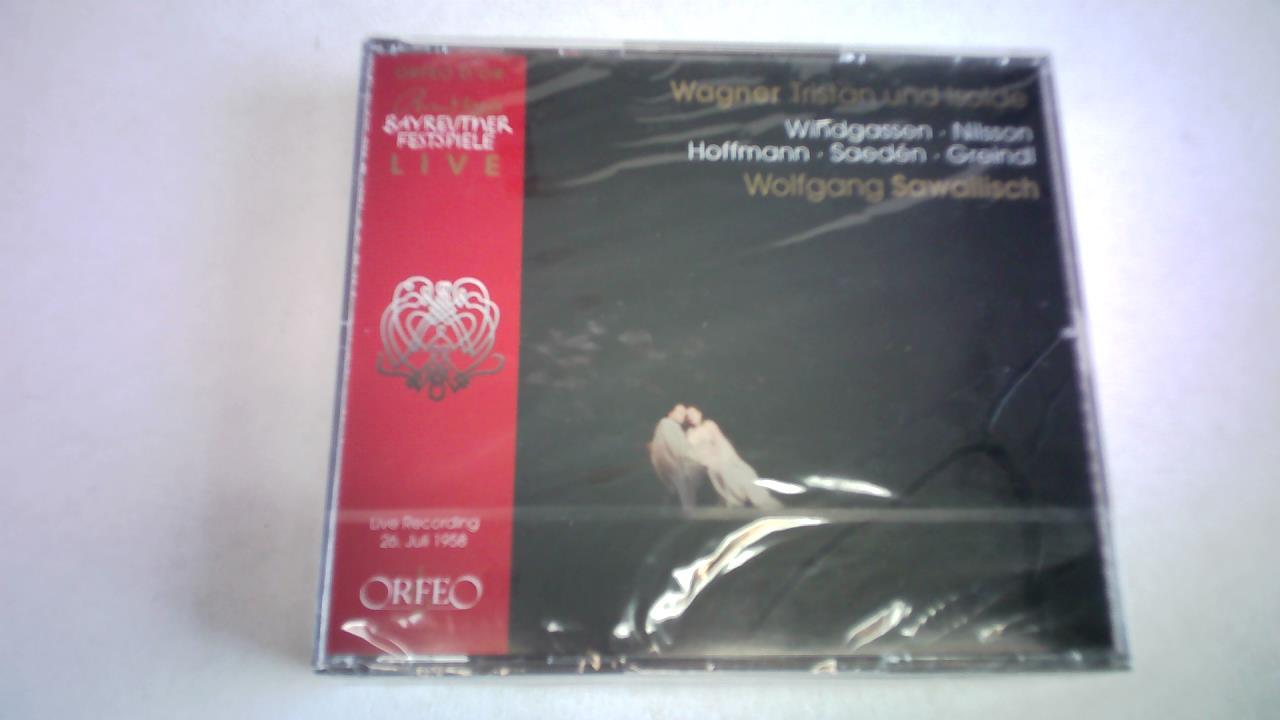 ORFEO D'OR
BAYREUTHER
FESTSPIELE
LIVE
Live Recording
26. Juli 1958
ORFEO
Wagner Tristan und Isolde
Windgassen · Nilsson
Hoffmann · Saedén · Greindl
Wolfgang Sawallisch